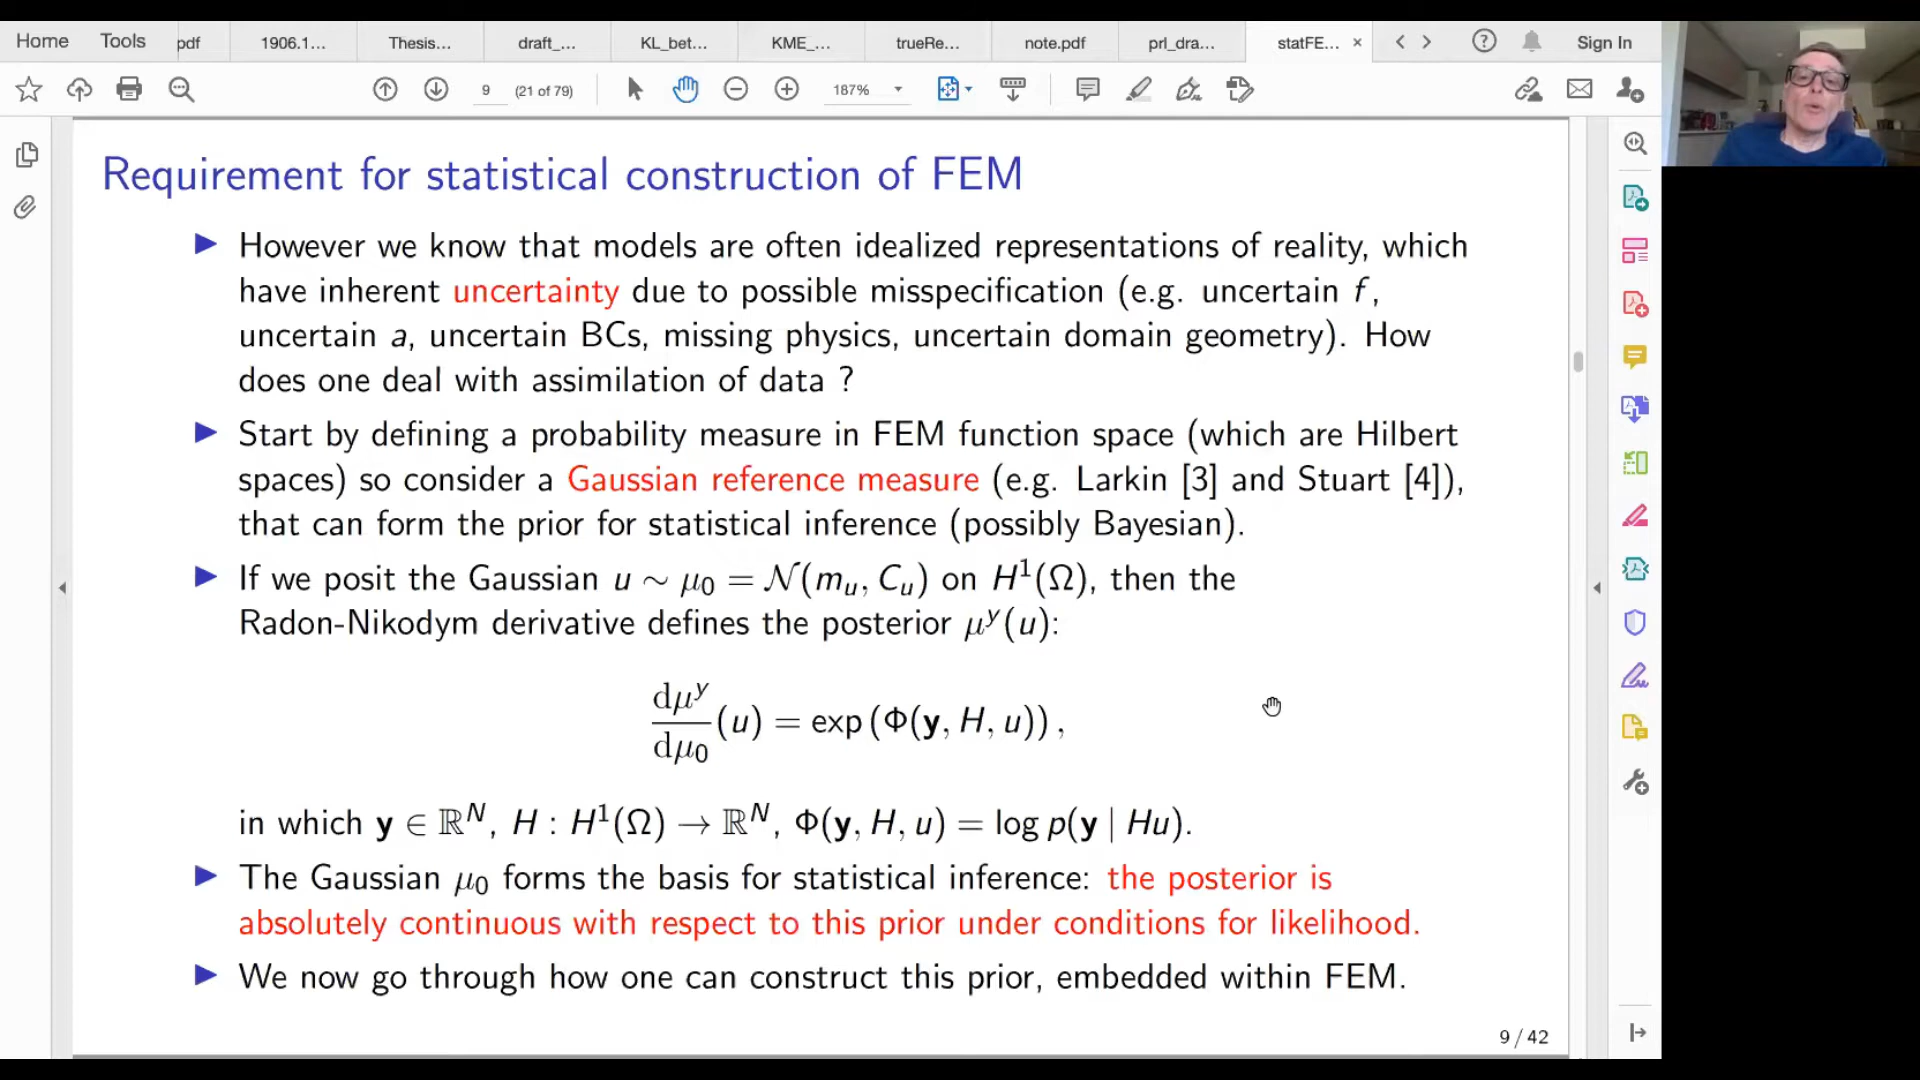 Home Tools pdf 1906.1... Thesis... draft_... KL_bet... KME_... trueRe... note.pdf prl_dra... statFE... × Sign In
9 (21 of 79) 187%
Requirement for statistical construction of FEM
▶ However we know that models are often idealized representations of reality, which
have inherent uncertainty due to possible misspecification (e.g. uncertain f,
uncertain a, uncertain BCs, missing physics, uncertain domain geometry). How
does one deal with assimilation of data ?
▶ Start by defining a probability measure in FEM function space (which are Hilbert
spaces) so consider a Gaussian reference measure (e.g. Larkin [3] and Stuart [4]),
that can form the prior for statistical inference (possibly Bayesian).
▶ If we posit the Gaussian u ∼ μ₀ = 𝒩(m_u, C_u) on H¹(Ω), then the
Radon-Nikodym derivative defines the posterior μʸ(u):
dμʸ/dμ₀ (u) = exp (Φ(y, H, u)) ,
in which y ∈ ℝᴺ, H : H¹(Ω) → ℝᴺ, Φ(y, H, u) = log p(y | Hu).
▶ The Gaussian μ₀ forms the basis for statistical inference: the posterior is
absolutely continuous with respect to this prior under conditions for likelihood.
▶ We now go through how one can construct this prior, embedded within FEM.
9 / 42